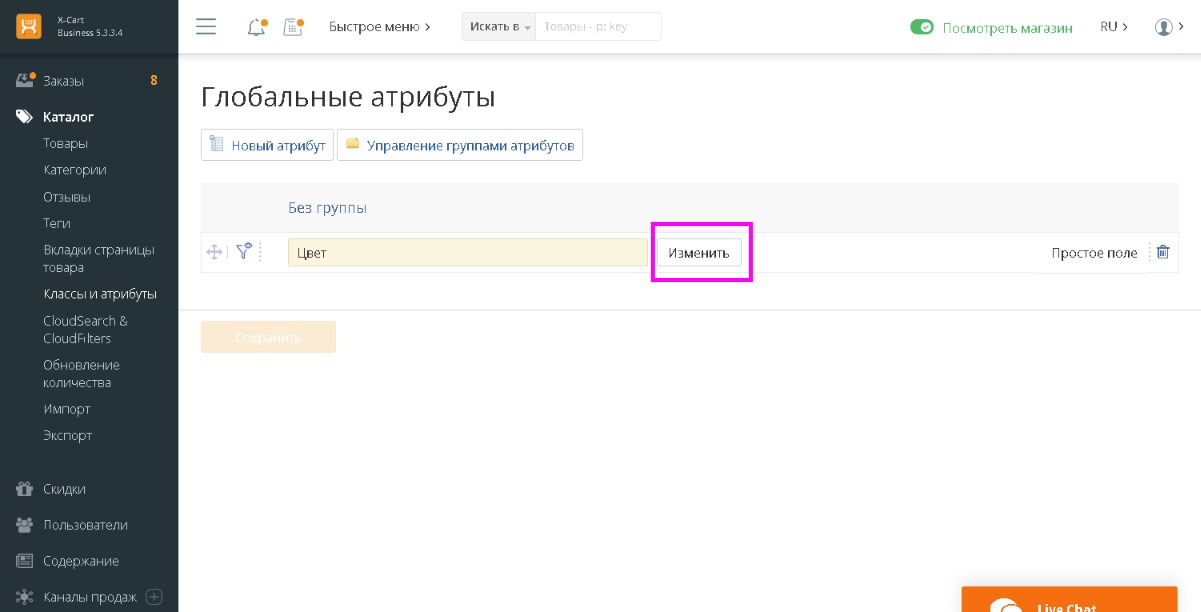 X-Cart
Business 5.3.3.4
Быстрое меню
Искать в
Товары - p: key
Посмотреть магазин
RU
Заказы 8
Каталог
Товары
Категории
Отзывы
Теги
Вкладки страницы
товара
Классы и атрибуты
CloudSearch &
CloudFilters
Обновление
количества
Импорт
Экспорт
Скидки
Пользователи
Содержание
Каналы продаж
Глобальные атрибуты
Новый атрибут
Управление группами атрибутов
Без группы
Цвет
Изменить
Простое поле
Сохранить
Live Chat